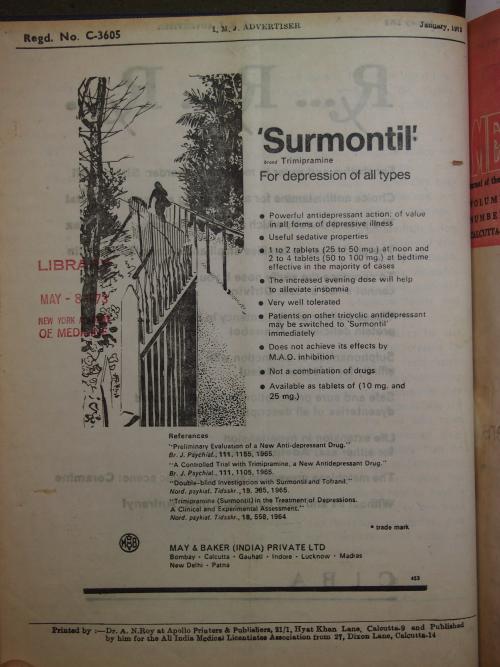 Regd. No. C-3605
I. M. J. ADVERTISER
January,
'Surmontil'*
brand Trimipramine
For depression of all types
● Powerful antidepressant action: of value
in all forms of depressive illness
● Useful sedative properties
● 1 to 2 tablets (25 to 50 mg.) at noon and
2 to 4 tablets (50 to 100 mg.) at bedtime
effective in the majority of cases
● The increased evening dose will help
to alleviate insomnia
● Very well tolerated
● Patients on other tricyclic antidepressant
may be switched to 'Surmontil'
immediately
● Does not achieve its effects by
M.A.O. inhibition
● Not a combination of drugs
● Available as tablets of (10 mg. and
25 mg.)
LIBRARY
MAY - 8
NEW YORK
OF MEDIC
References
"Preliminary Evaluation of a New Anti-depressant Drug."
Br. J. Psychiat., 111, 1155, 1965.
"A Controlled Trial with Trimipramine, a New Antidepressant Drug."
Br. J. Psychiat., 111, 1105, 1965.
"Double-blind Investigation with Surmontil and Tofranil."
Nord. psykiat. Tidsskr., 19, 365, 1965.
"Trimipramine (Surmontil) in the Treatment of Depressions.
A Clinical and Experimental Assessment."
Nord. psykiat. Tidsskr., 18, 558, 1964
* trade mark
M&B
MAY & BAKER (INDIA) PRIVATE LTD
Bombay - Calcutta - Gauhati - Indore - Lucknow - Madras
New Delhi - Patna
453
Printed by :—Dr. A. N.Roy at Apollo Printers & Publishers, 21/1, Hyat Khan Lane, Calcutta-9 and Published
by him for the All India Medical Licentiates Association from 27, Dixon Lane, Calcutta-14
rnal of the
VOLUM
NUMBE
CALCUTTA